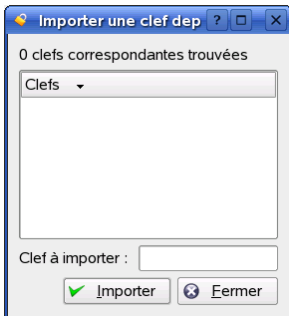 Importer une clef dep
0 clefs correspondantes trouvées
Clefs
Clef à importer :
Importer Fermer